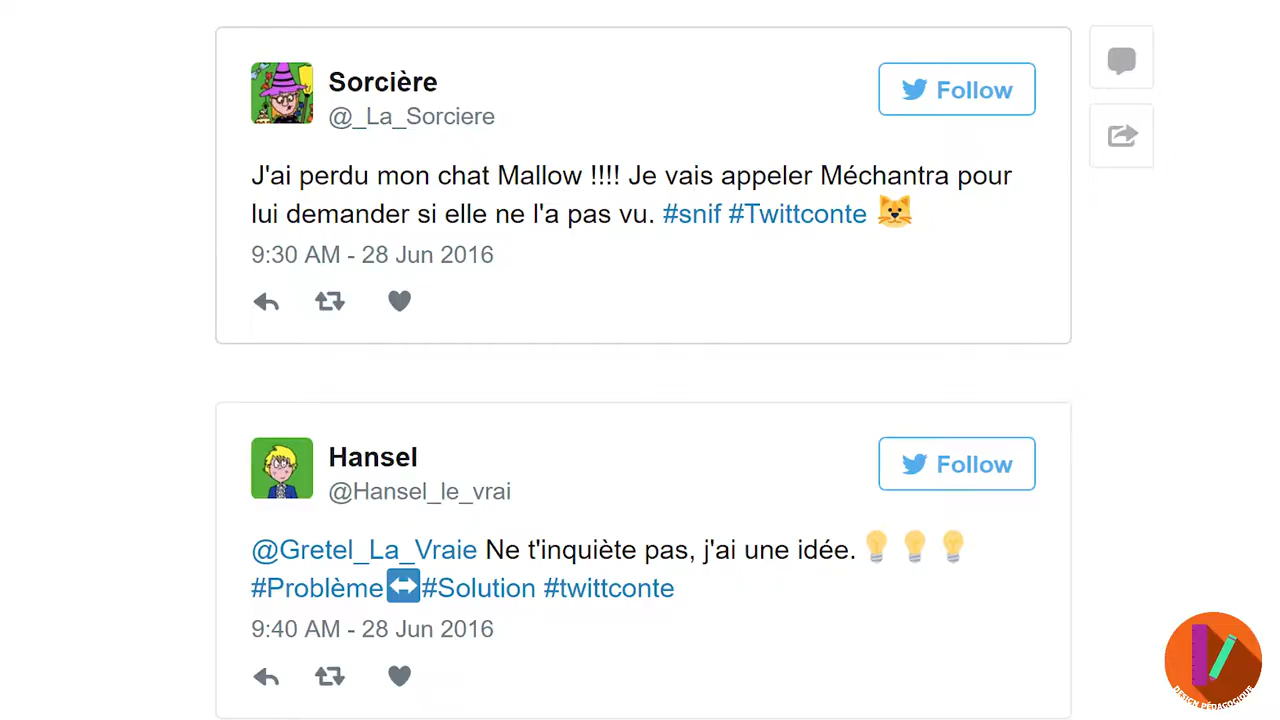 Sorcière
@_La_Sorciere
Follow
J'ai perdu mon chat Mallow !!!! Je vais appeler Méchantra pour
lui demander si elle ne l'a pas vu. #snif #Twittconte
9:30 AM - 28 Jun 2016
Hansel
@Hansel_le_vrai
Follow
@Gretel_La_Vraie Ne t'inquiète pas, j'ai une idée.
#Problème↔#Solution #twittconte
9:40 AM - 28 Jun 2016
DESIGN PÉDAGOGIQUE